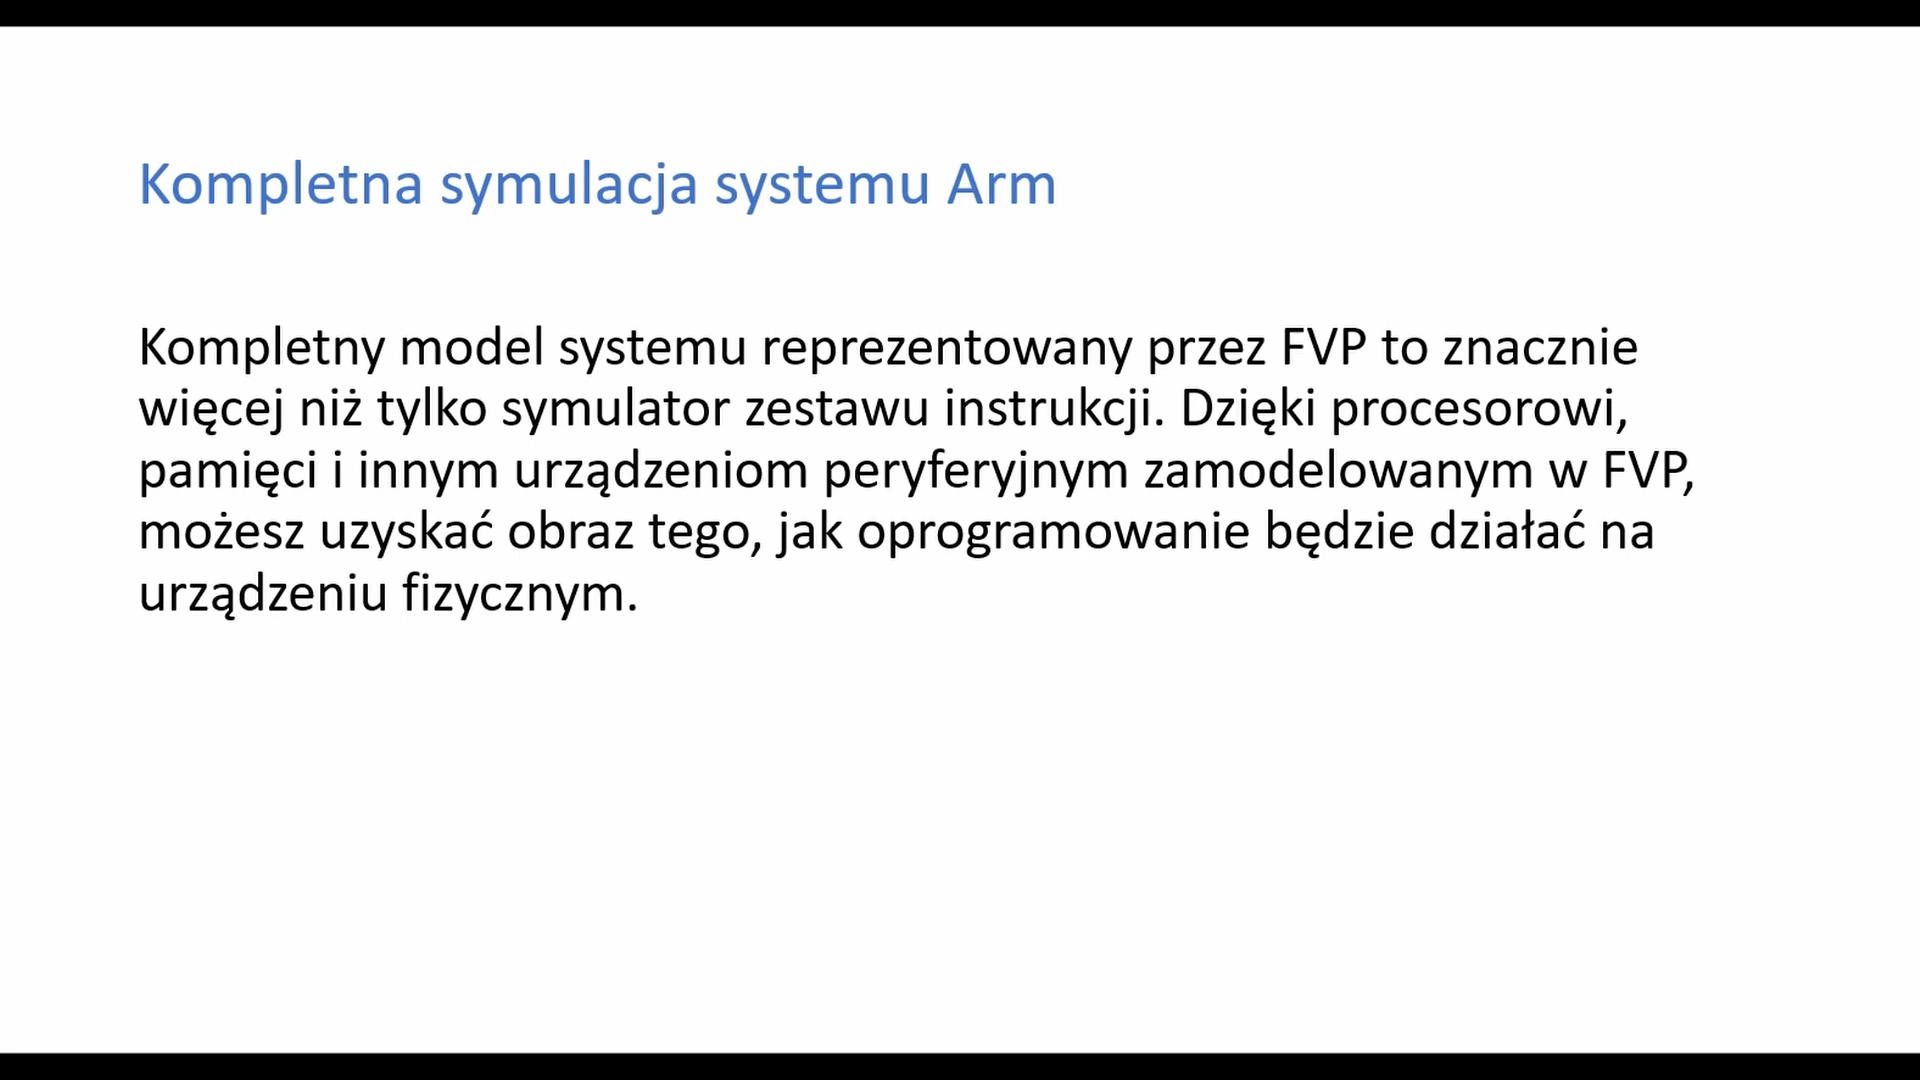 Kompletna symulacja systemu Arm
Kompletny model systemu reprezentowany przez FVP to znacznie
więcej niż tylko symulator zestawu instrukcji. Dzięki procesorowi,
pamięci i innym urządzeniom peryferyjnym zamodelowanym w FVP,
możesz uzyskać obraz tego, jak oprogramowanie będzie działać na
urządzeniu fizycznym.